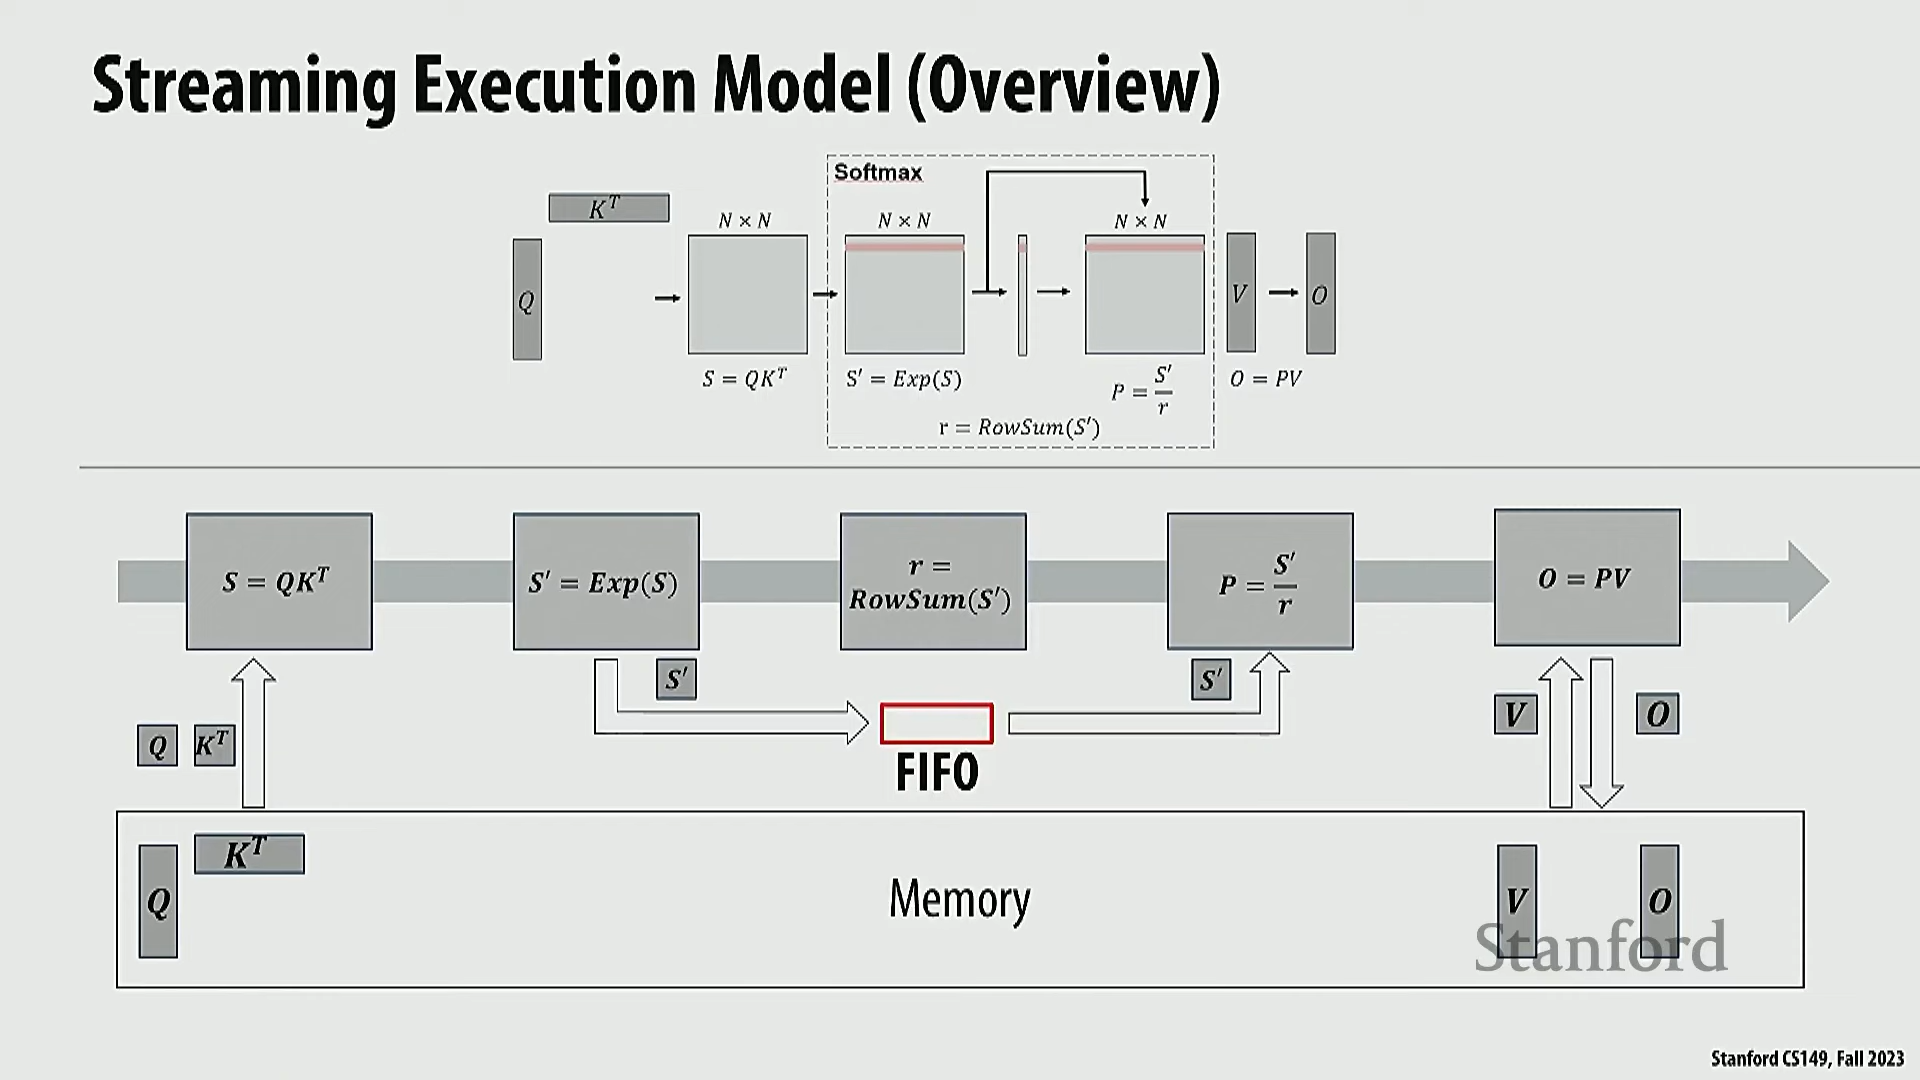 Streaming Execution Model (Overview)
Softmax
K^T
N × N
N × N
N × N
Q
V
O
S = QK^T
S′ = Exp(S)
P = S′/r
O = PV
r = RowSum(S′)
S = QK^T
S′ = Exp(S)
r =
RowSum(S′)
P = S′/r
O = PV
S′
S′
Q
K^T
V
O
FIFO
K^T
Q
Memory
V
O
Stanford
Stanford CS149, Fall 2023